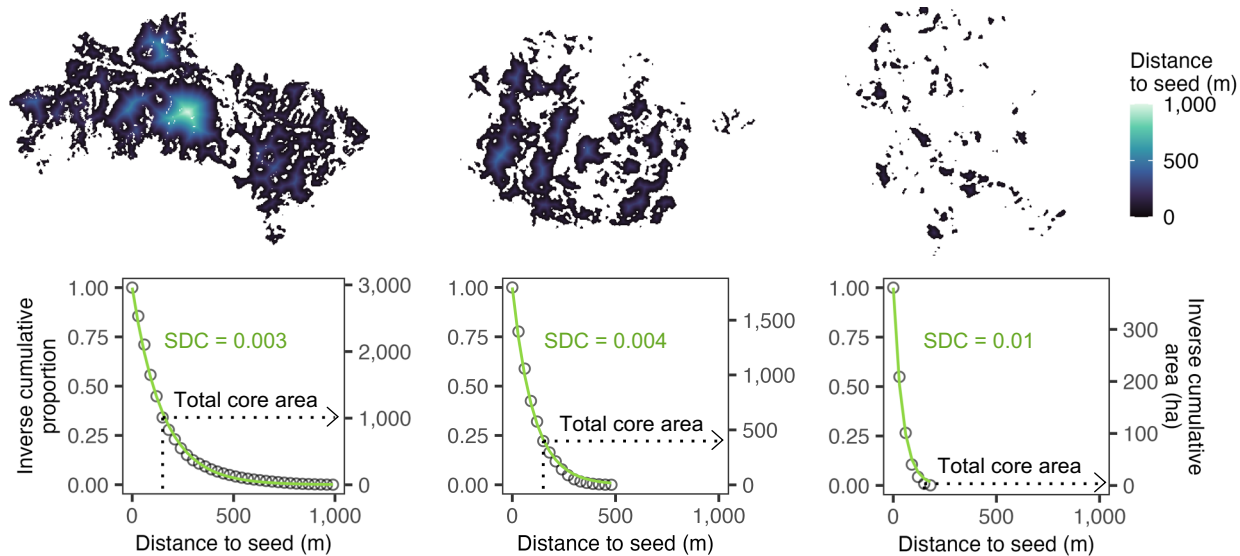 Distance
to seed (m)
1,000
500
0
Inverse cumulative
proportion
1.00
0.75
0.50
0.25
0.00
SDC = 0.003
Total core area
3,000
2,000
1,000
0
0
500
1,000
Distance to seed (m)
1.00
0.75
0.50
0.25
0.00
SDC = 0.004
Total core area
1,500
1,000
500
0
0
500
1,000
Distance to seed (m)
1.00
0.75
0.50
0.25
0.00
SDC = 0.01
Total core area
300
200
100
0
0
500
1,000
Distance to seed (m)
Inverse cumulative
area (ha)